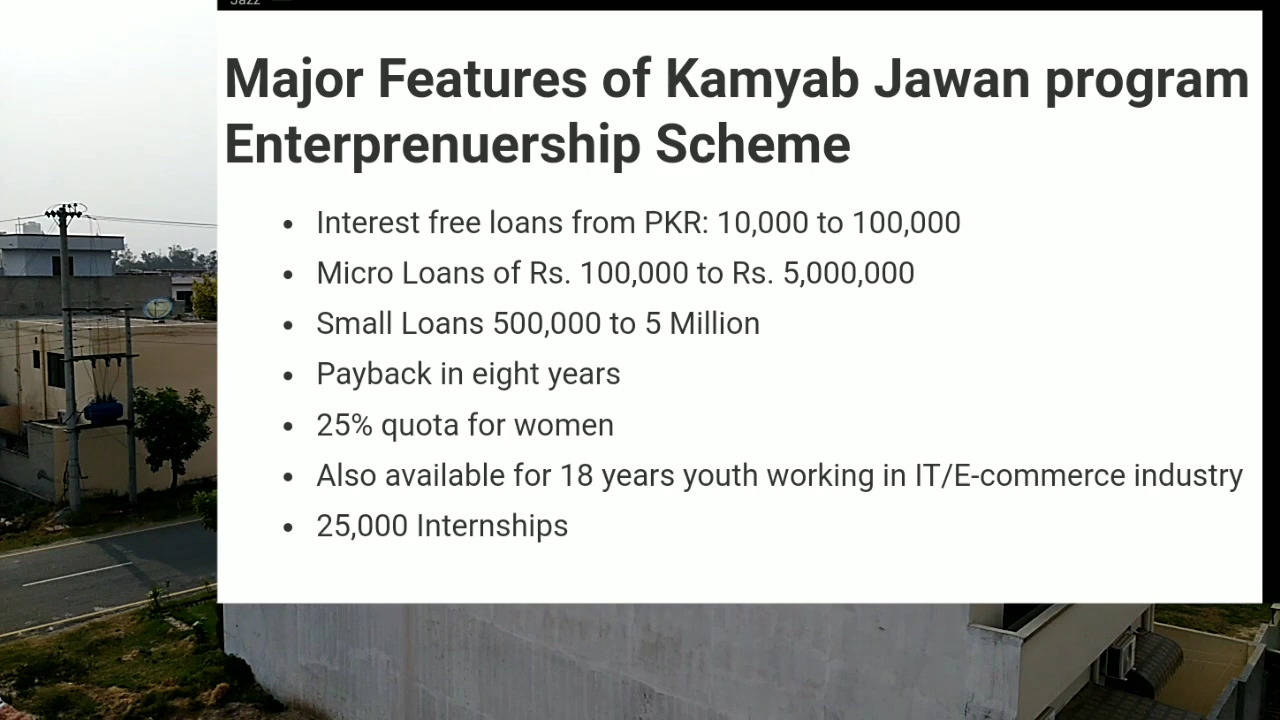 Jazz
Major Features of Kamyab Jawan program
Enterprenuership Scheme
• Interest free loans from PKR: 10,000 to 100,000
• Micro Loans of Rs. 100,000 to Rs. 5,000,000
• Small Loans 500,000 to 5 Million
• Payback in eight years
• 25% quota for women
• Also available for 18 years youth working in IT/E-commerce industry
• 25,000 Internships